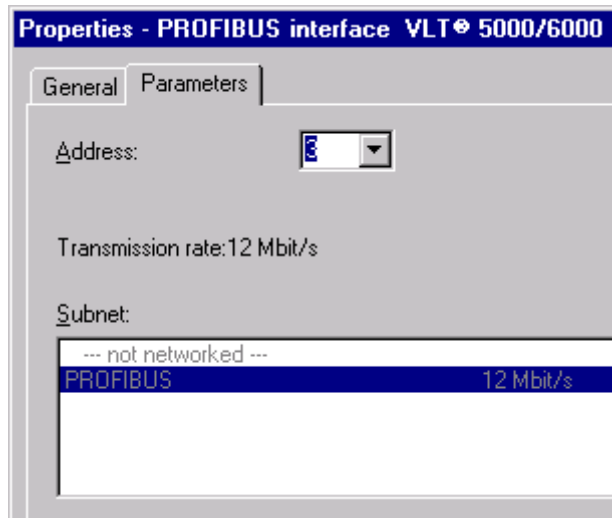 Properties - PROFIBUS interface VLT® 5000/6000
General Parameters
Address: 3
Transmission rate:12 Mbit/s
Subnet:
--- not networked ---
PROFIBUS 12 Mbit/s